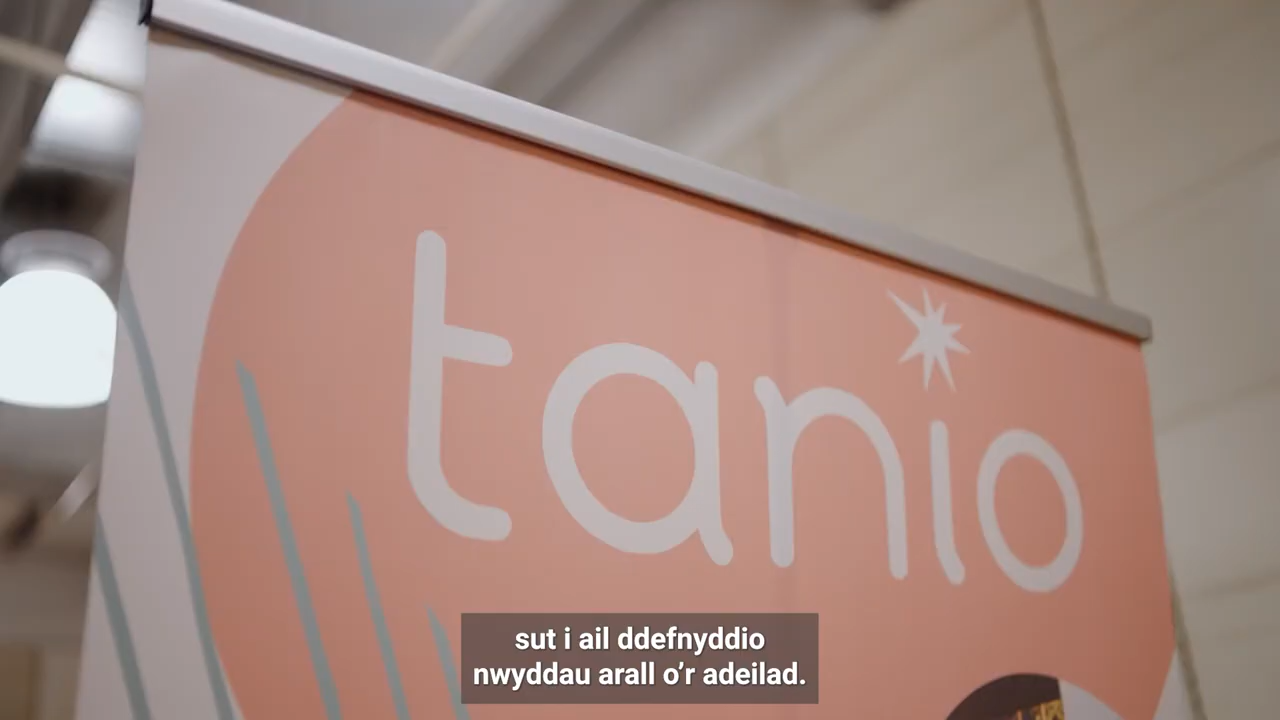 tanio
sut i ail ddefnyddio
nwyddau arall o’r adeilad.